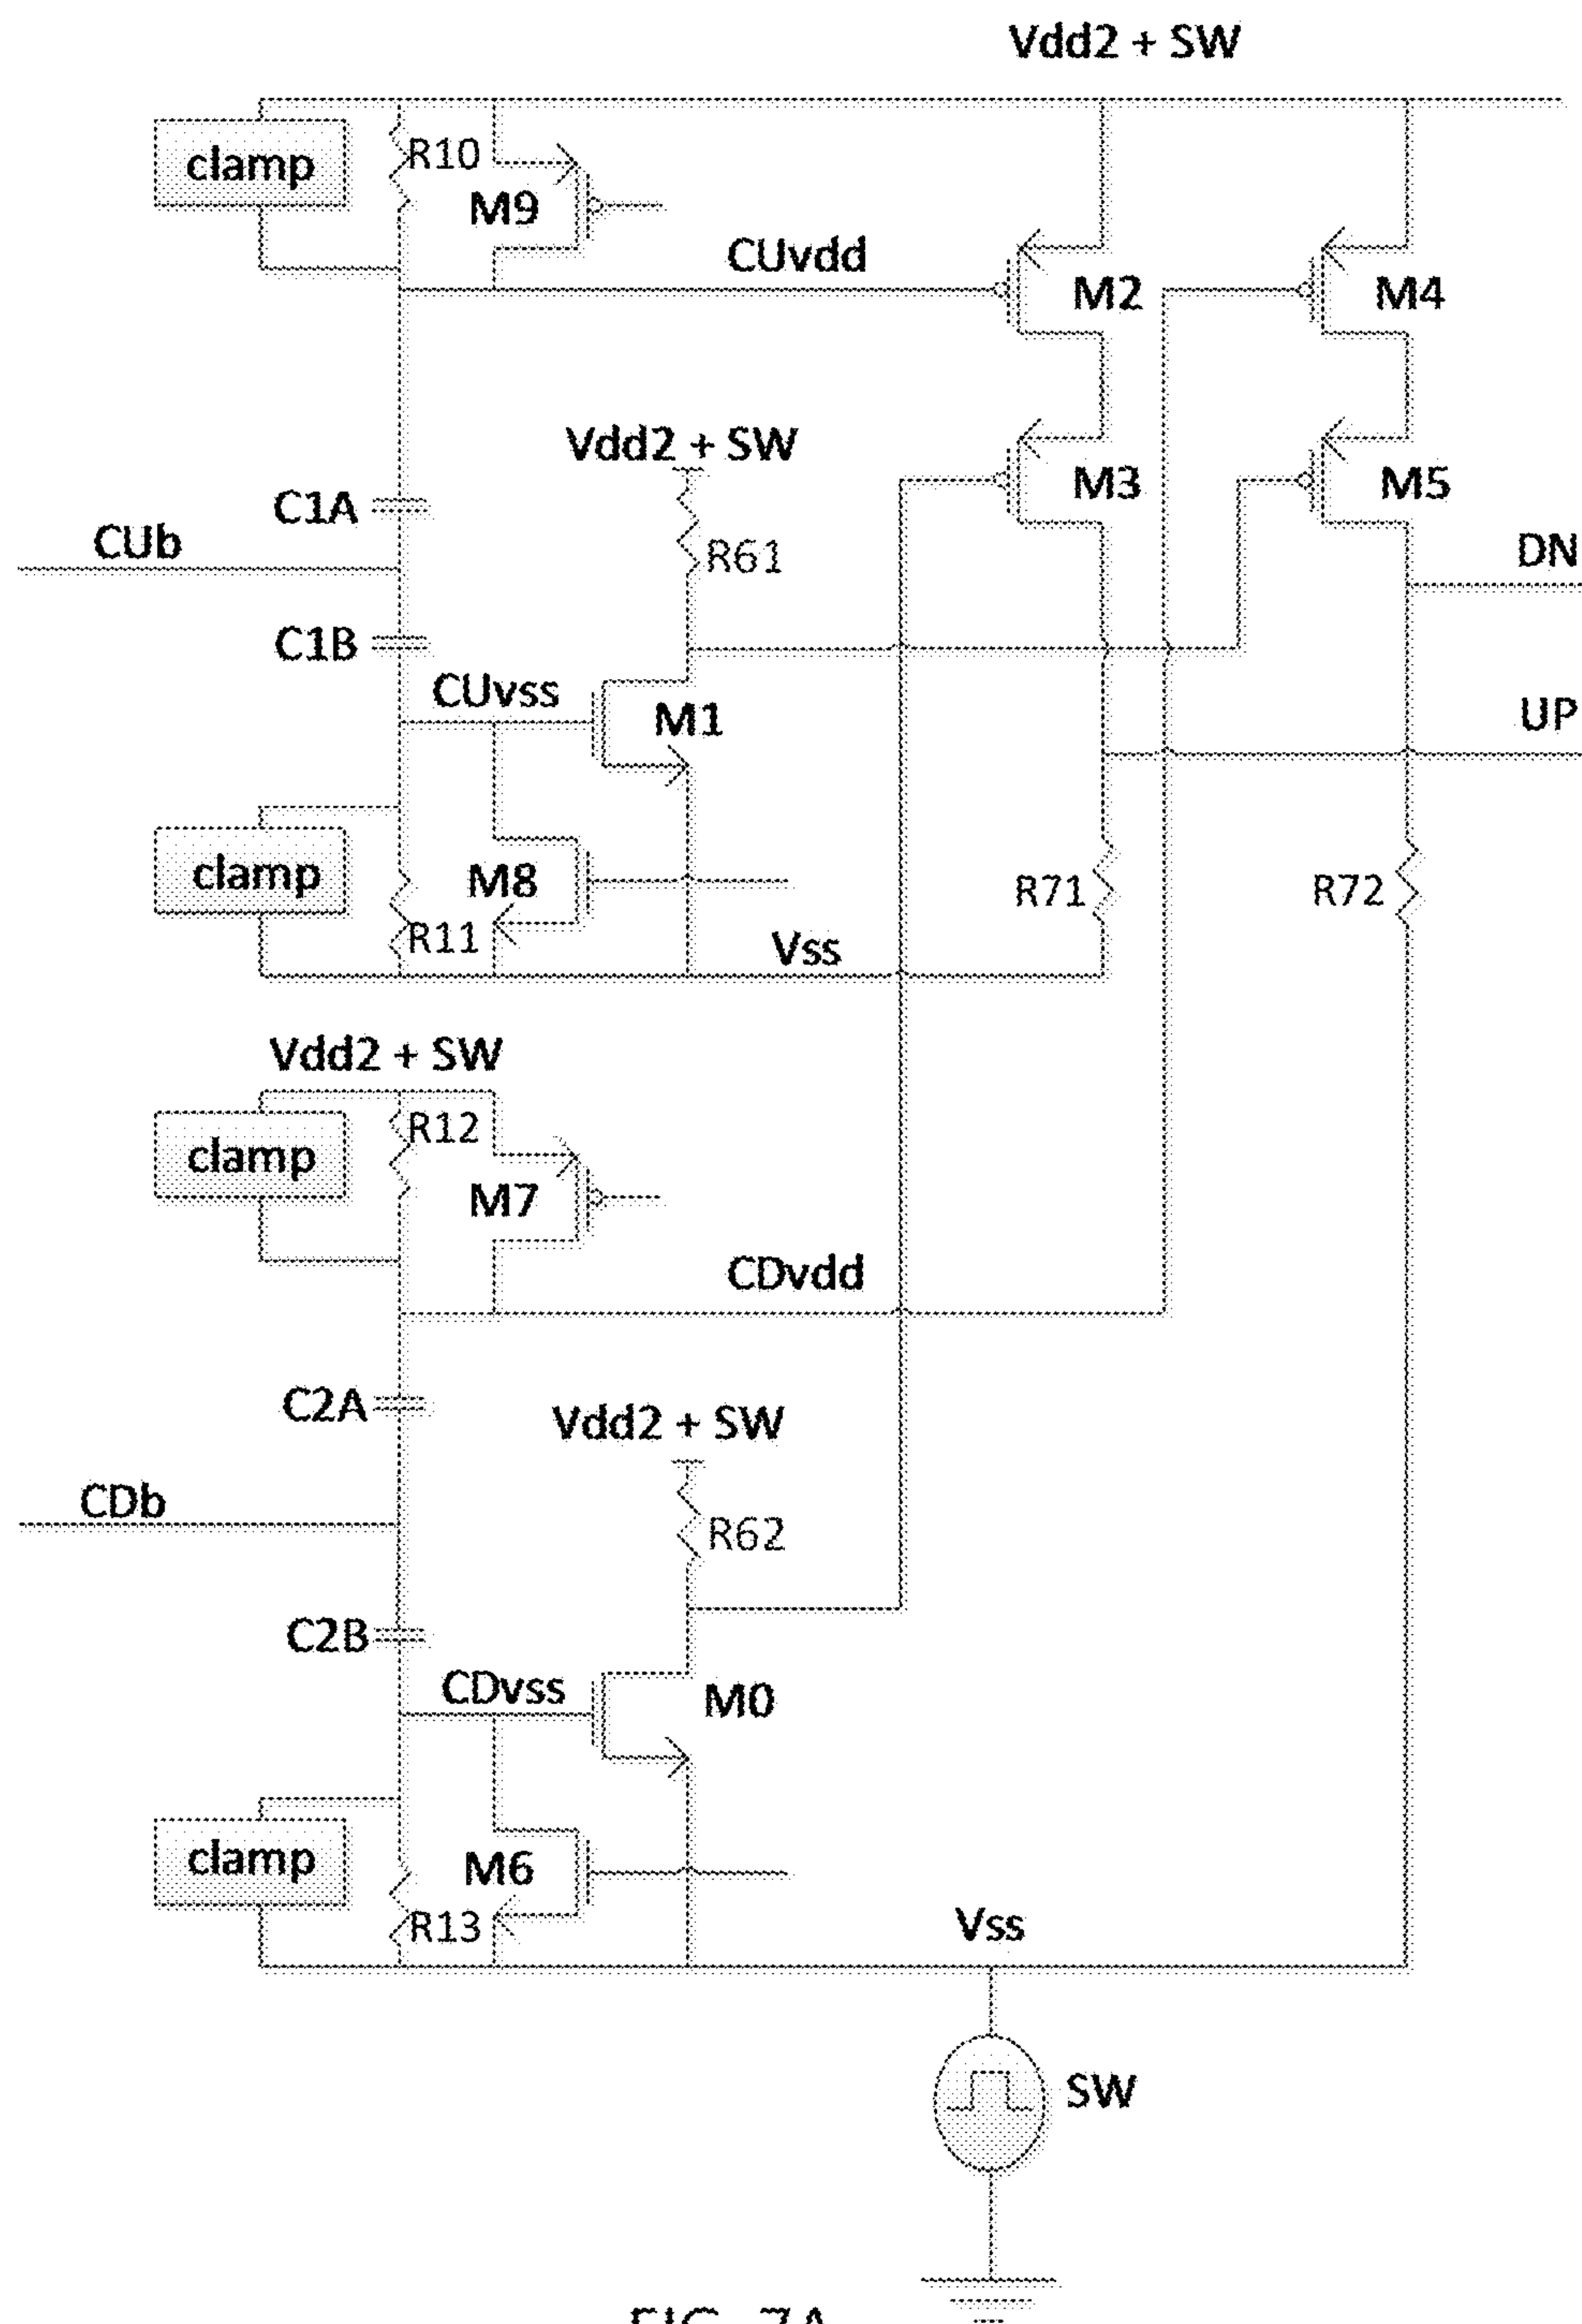 Vdd2 + SW
clamp
R10
M9
CUvdd
M2
M4
Vdd2 + SW
C1A
M3
M5
CUb
R61
DN
C1B
CUvss
M1
UP
clamp
M8
R71
R72
R11
Vss
Vdd2 + SW
R12
clamp
M7
CDvdd
C2A
Vdd2 + SW
CDb
R62
C2B
CDvss
M0
clamp
M6
R13
Vss
SW
FIG. 7A